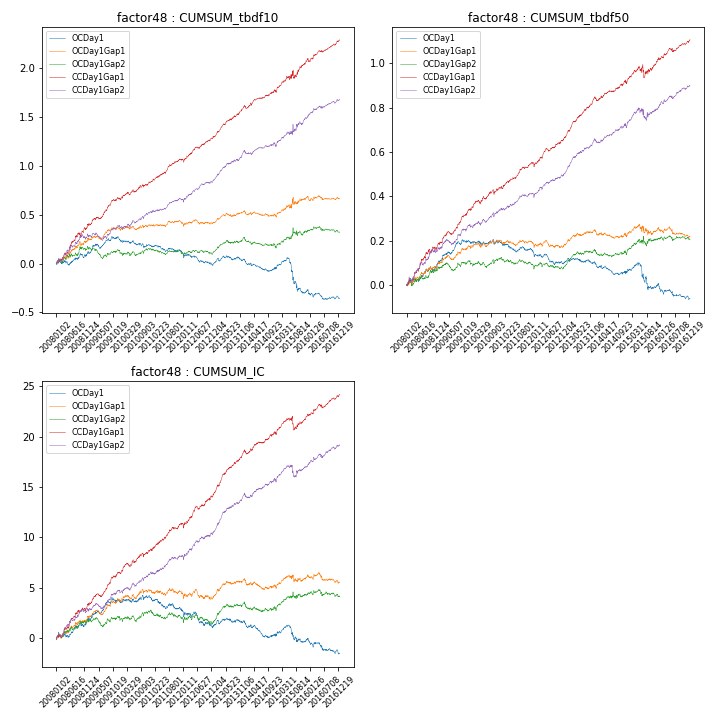 factor48 : CUMSUM_tbdf10
OCDay1
OCDay1Gap1
OCDay1Gap2
CCDay1Gap1
CCDay1Gap2
2.0
1.5
1.0
0.5
0.0
−0.5
20080102 20080616 20081124 20090507 20091019 20100329 20100903 20110223 20110801 20120111 20120627 20121204 20130523 20131106 20140417 20140923 20150311 20150814 20160126 20160708 20161219
factor48 : CUMSUM_tbdf50
OCDay1
OCDay1Gap1
OCDay1Gap2
CCDay1Gap1
CCDay1Gap2
1.0
0.8
0.6
0.4
0.2
0.0
20080102 20080616 20081124 20090507 20091019 20100329 20100903 20110223 20110801 20120111 20120627 20121204 20130523 20131106 20140417 20140923 20150311 20150814 20160126 20160708 20161219
factor48 : CUMSUM_IC
OCDay1
OCDay1Gap1
OCDay1Gap2
CCDay1Gap1
CCDay1Gap2
25
20
15
10
5
0
20080102 20080616 20081124 20090507 20091019 20100329 20100903 20110223 20110801 20120111 20120627 20121204 20130523 20131106 20140417 20140923 20150311 20150814 20160126 20160708 20161219